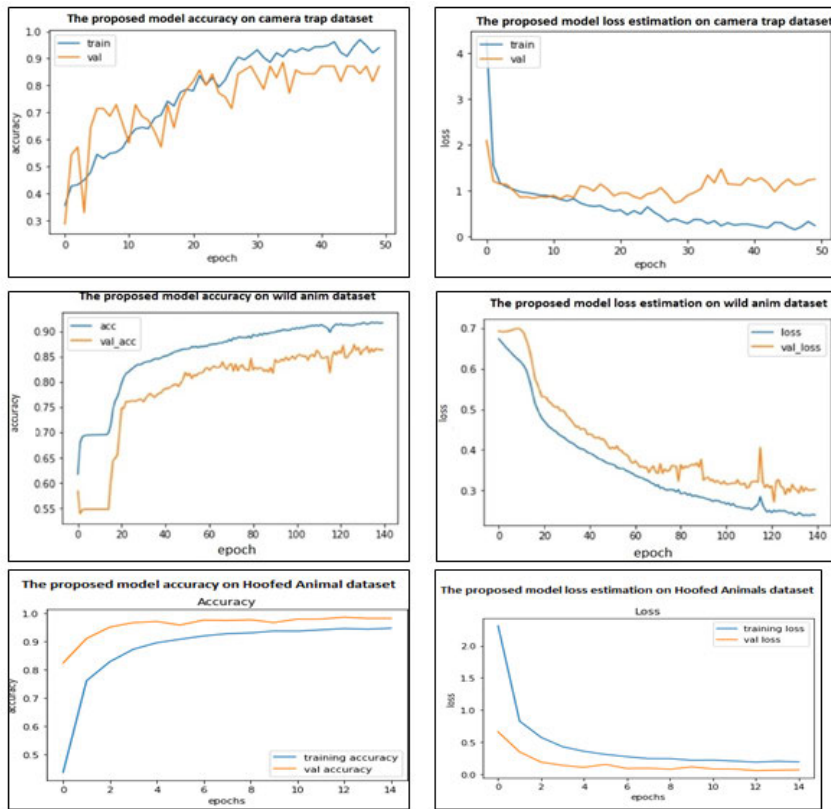 The proposed model accuracy on camera trap dataset
1.0
0.9
0.8
0.7
0.6
0.5
0.4
0.3
accuracy
train
val
0 10 20 30 40 50
epoch
The proposed model loss estimation on camera trap dataset
4
3
2
1
0
loss
train
val
0 10 20 30 40 50
epoch
The proposed model accuracy on wild anim dataset
0.90
0.85
0.80
0.75
0.70
0.65
0.60
0.55
accuracy
acc
val_acc
0 20 40 60 80 100 120 140
epoch
The proposed model loss estimation on wild anim dataset
0.7
0.6
0.5
0.4
0.3
loss
loss
val_loss
0 20 40 60 80 100 120 140
epoch
The proposed model accuracy on Hoofed Animal dataset
Accuracy
1.0
0.9
0.8
0.7
0.6
0.5
accuracy
training accuracy
val accuracy
0 2 4 6 8 10 12 14
epochs
The proposed model loss estimation on Hoofed Animals dataset
Loss
2.0
1.5
1.0
0.5
0.0
loss
training loss
val loss
0 2 4 6 8 10 12 14
epochs